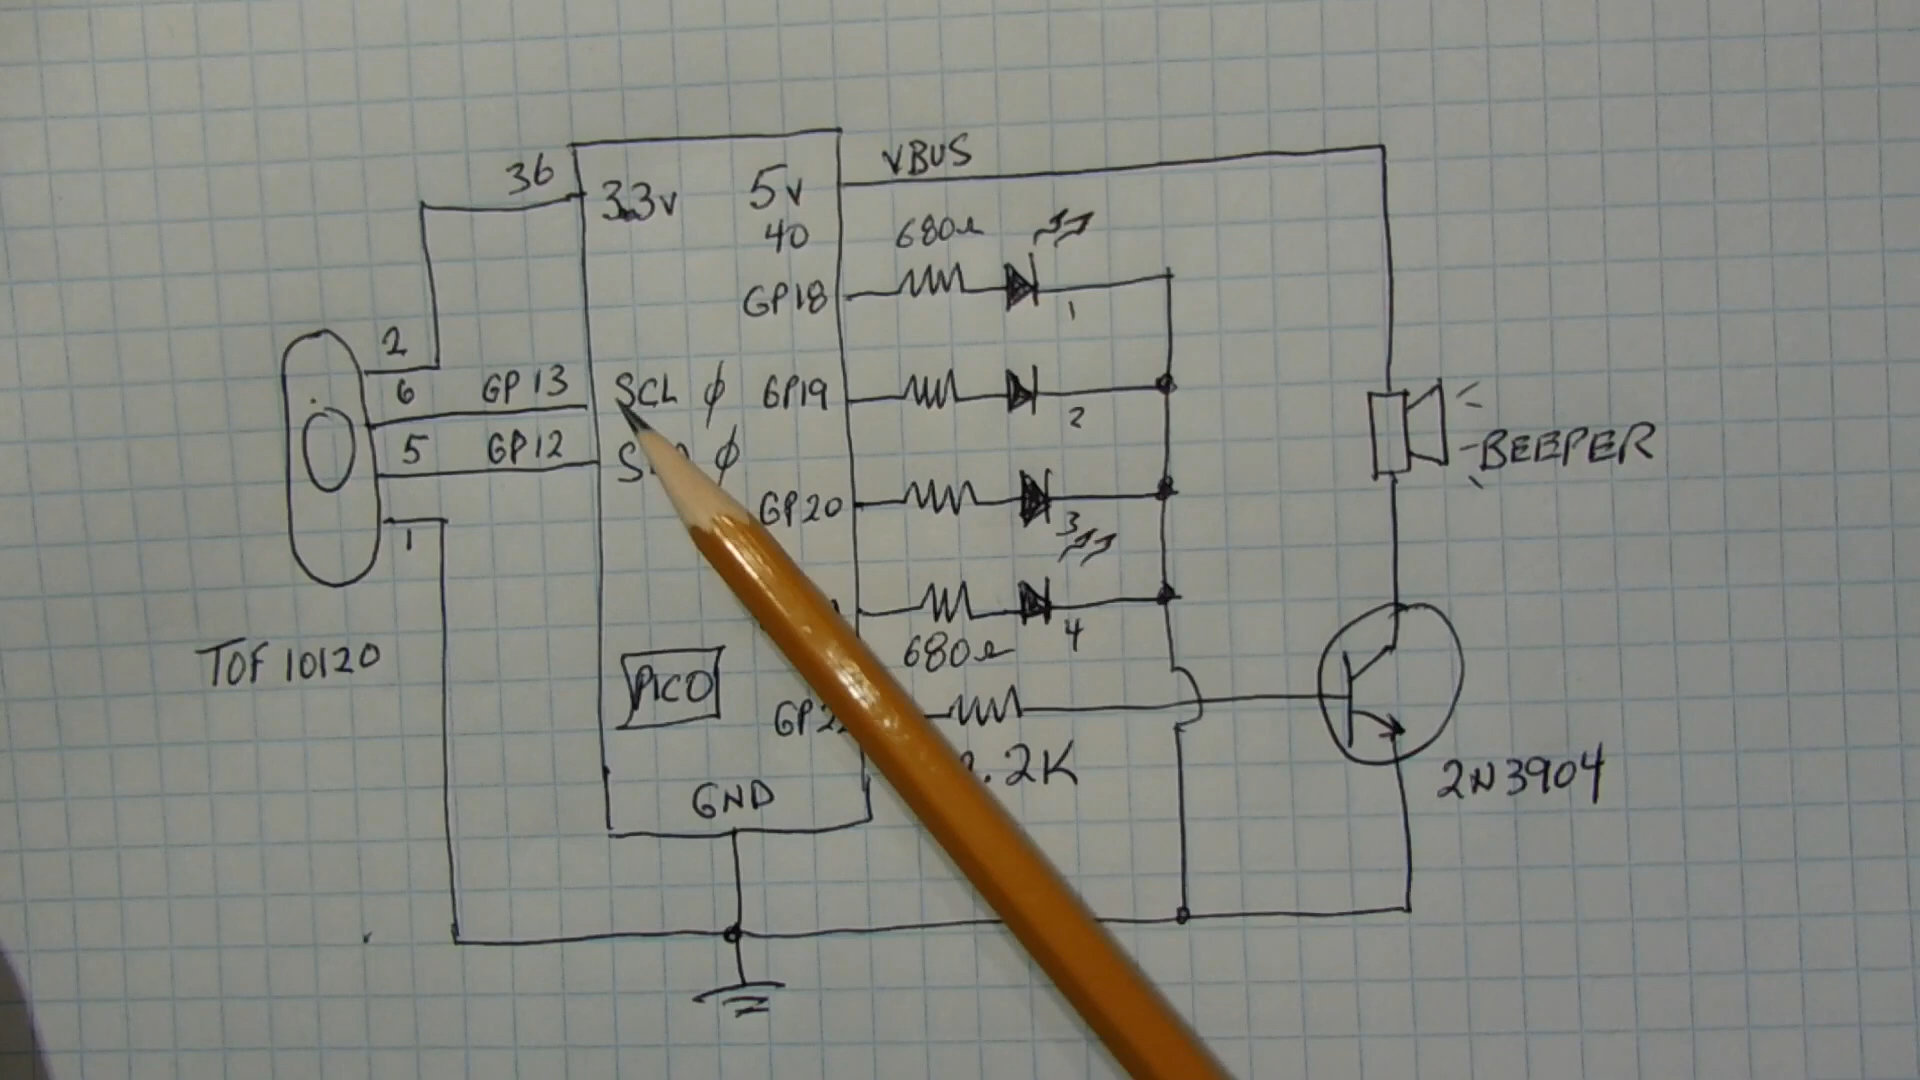 36
3.3v
5v
VBUS
40
680Ω
GP18
1
2
6
GP13
SCL ϕ
GP19
2
5
GP12
ϕ
BEEPER
GP20
3
1
4
TOF 10120
680Ω
PICO
.2K
2N3904
GND